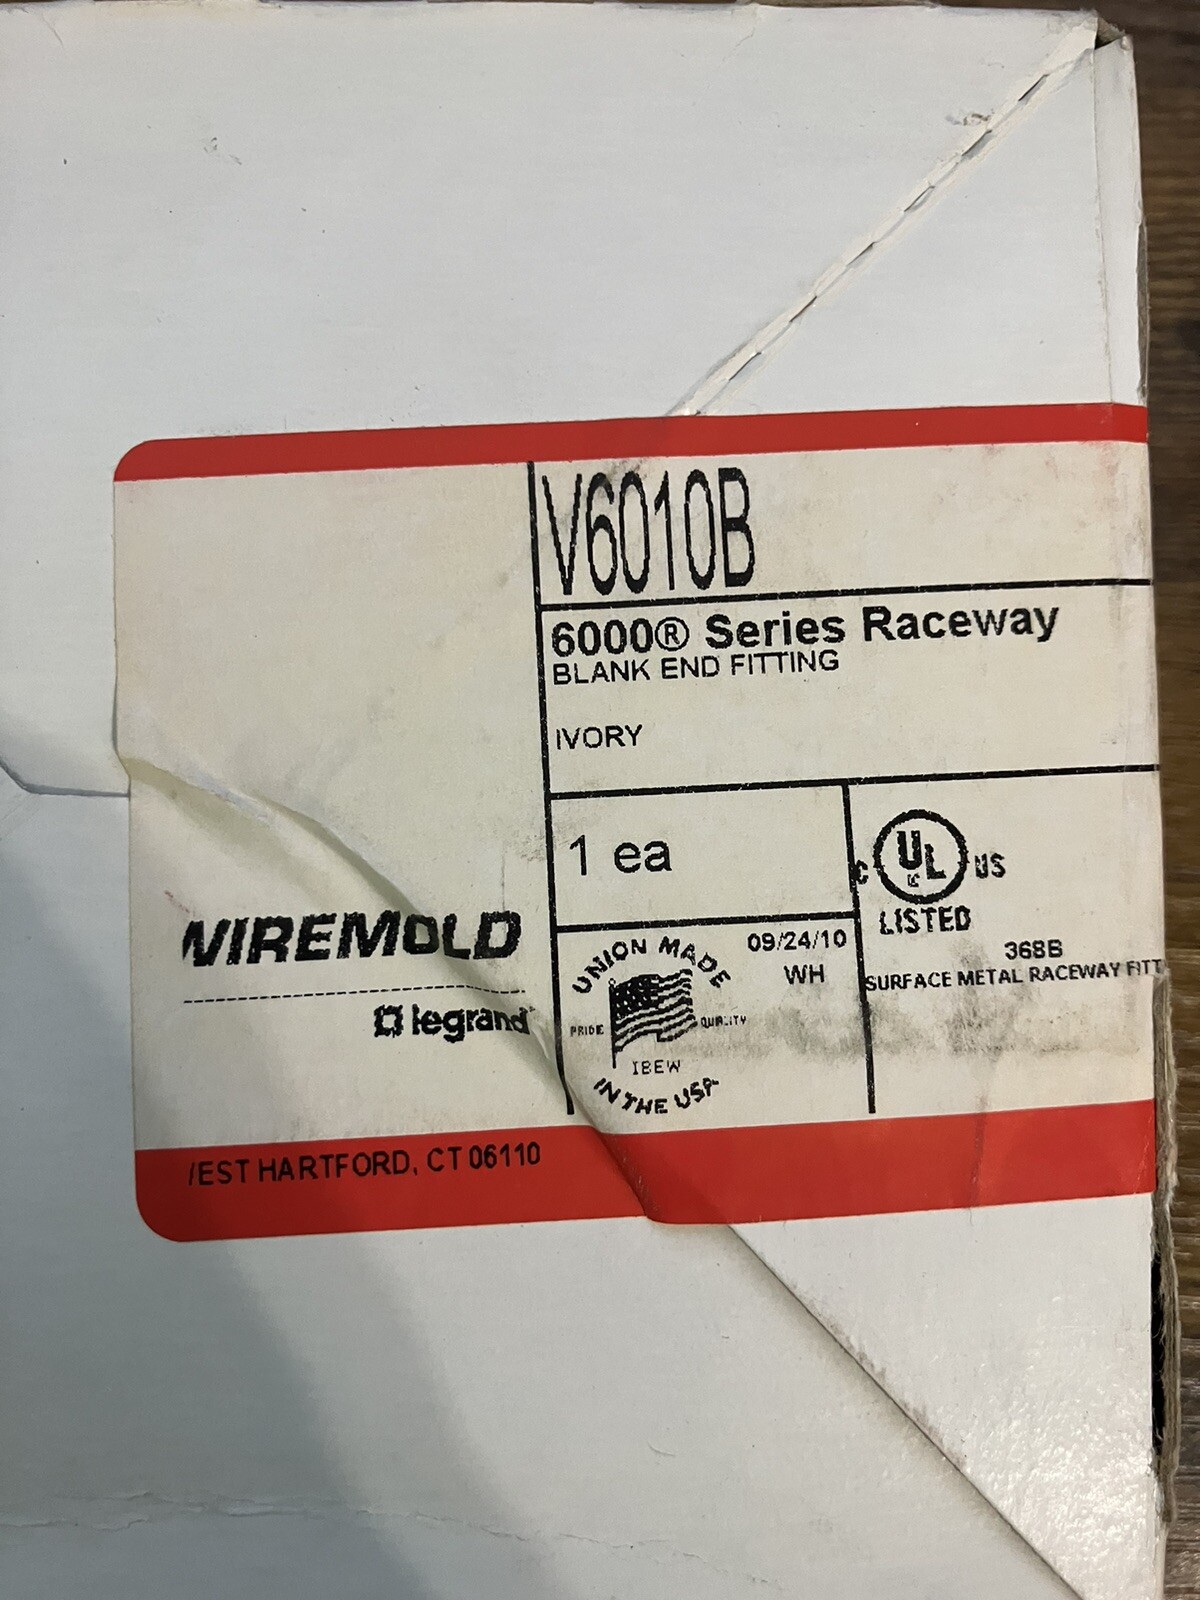 V6010B
6000® Series Raceway
BLANK END FITTING
IVORY
1 ea
C UL US
LISTED
368B
SURFACE METAL RACEWAY FITT
09/24/10
WH
UNION MADE
PRIDE QUALITY
IBEW
IN THE USA
WIREMOLD
legrand
EST HARTFORD, CT 06110